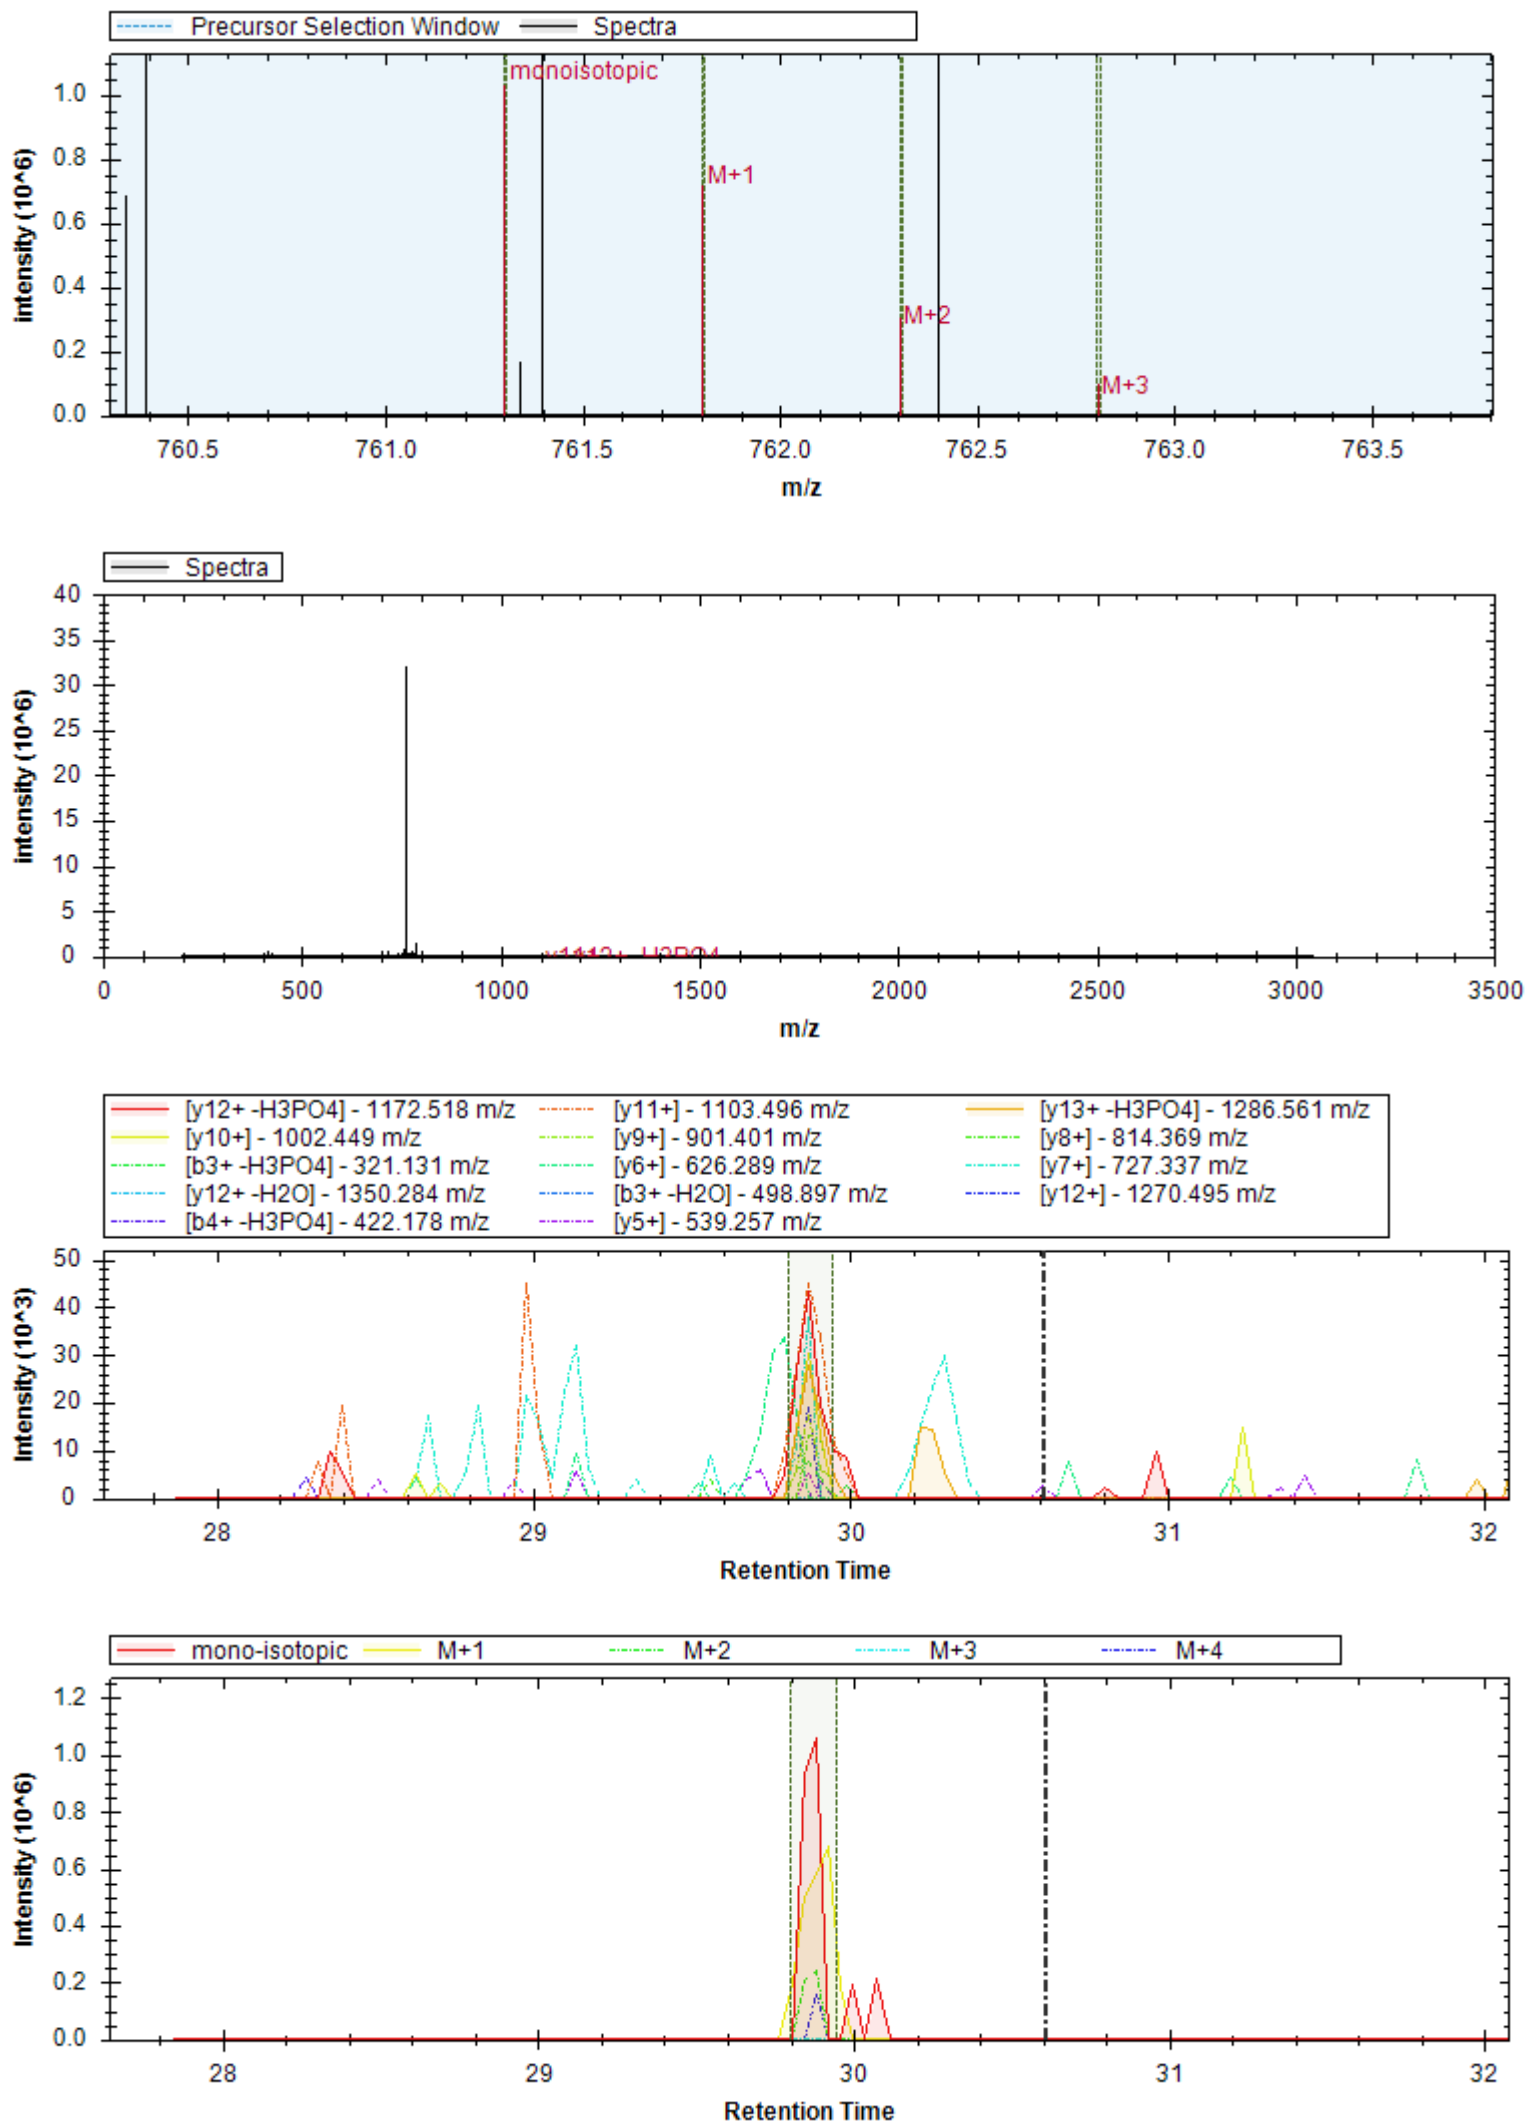 Precursor Selection Window Spectra
monoisotopic
M+1
M+2
M+3
intensity (10^6)
1.0
0.8
0.6
0.4
0.2
0.0
760.5 761.0 761.5 762.0 762.5 763.0 763.5
m/z
Spectra
intensity (10^6)
40
35
30
25
20
15
10
5
0
0 500 1000 1500 2000 2500 3000 3500
m/z
[y12+ -H3PO4] - 1172.518 m/z [y11+] - 1103.496 m/z [y13+ -H3PO4] - 1286.561 m/z
[y10+] - 1002.449 m/z [y9+] - 901.401 m/z [y8+] - 814.369 m/z
[b3+ -H3PO4] - 321.131 m/z [y6+] - 626.289 m/z [y7+] - 727.337 m/z
[y12+ -H2O] - 1350.284 m/z [b3+ -H2O] - 498.897 m/z [y12+] - 1270.495 m/z
[b4+ -H3PO4] - 422.178 m/z [y5+] - 539.257 m/z
Intensity (10^3)
50
40
30
20
10
0
28 29 30 31 32
Retention Time
mono-isotopic M+1 M+2 M+3 M+4
Intensity (10^6)
1.2
1.0
0.8
0.6
0.4
0.2
0.0
28 29 30 31 32
Retention Time